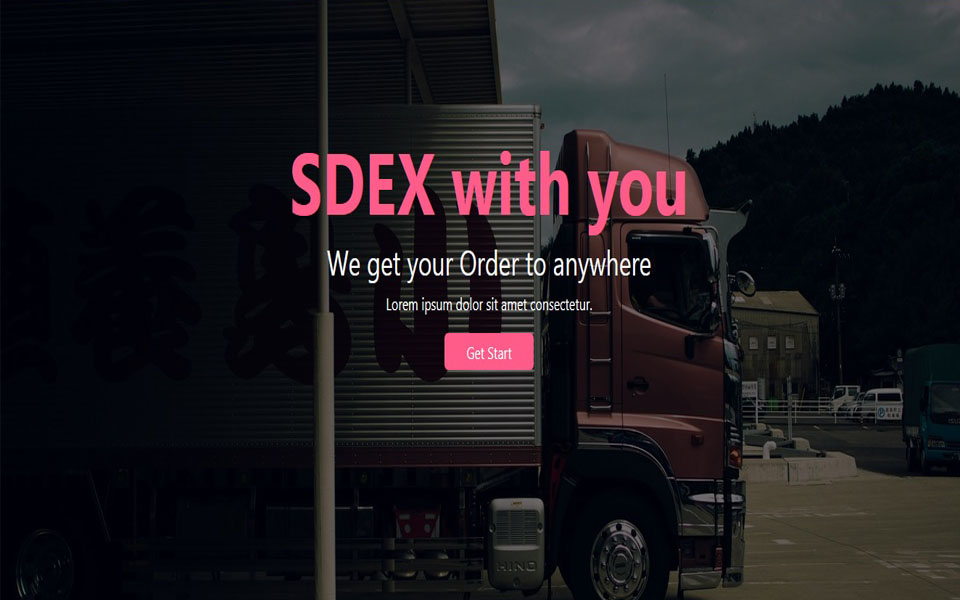 SDEX with you
We get your Order to anywhere
Lorem ipsum dolor sit amet consectetur.
Get Start
HINO